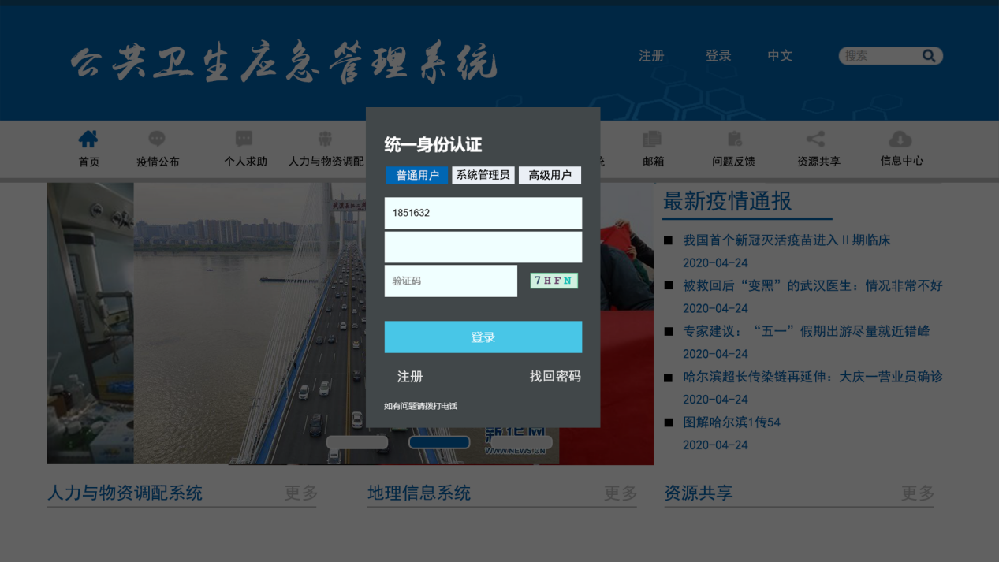 公共卫生应急管理系统
注册 登录 中文 搜索
首页 疫情公布 个人求助 人力与物资调配 统 邮箱 问题反馈 资源共享 信息中心
统一身份认证
普通用户 系统管理员 高级用户
1851632
验证码 7HFN
登录
注册 找回密码
如有问题请拨打电话
新华网
WWW.NEWS.CN
最新疫情通报
我国首个新冠灭活疫苗进入Ⅱ期临床
2020-04-24
被救回后“变黑”的武汉医生：情况非常不好
2020-04-24
专家建议：“五一”假期出游尽量就近错峰
2020-04-24
哈尔滨超长传染链再延伸：大庆一营业员确诊
2020-04-24
图解哈尔滨1传54
2020-04-24
人力与物资调配系统 更多
地理信息系统 更多
资源共享 更多